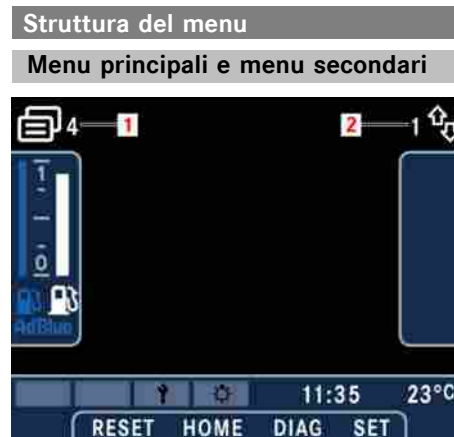 Struttura del menu
Menu principali e menu secondari
4 1 2 1
1
0
AdBlue
11:35 23°C
RESET HOME DIAG SET